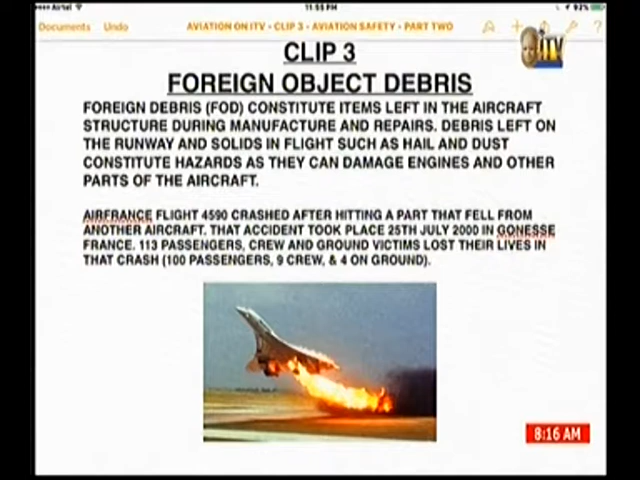 Airtel
11:55 PM
92%
Documents
Undo
AVIATION ON ITV - CLIP 3 - AVIATION SAFETY - PART TWO
ITV
CLIP 3
FOREIGN OBJECT DEBRIS
FOREIGN DEBRIS (FOD) CONSTITUTE ITEMS LEFT IN THE AIRCRAFT
STRUCTURE DURING MANUFACTURE AND REPAIRS. DEBRIS LEFT ON
THE RUNWAY AND SOLIDS IN FLIGHT SUCH AS HAIL AND DUST
CONSTITUTE HAZARDS AS THEY CAN DAMAGE ENGINES AND OTHER
PARTS OF THE AIRCRAFT.
AIRFRANCE FLIGHT 4590 CRASHED AFTER HITTING A PART THAT FELL FROM
ANOTHER AIRCRAFT. THAT ACCIDENT TOOK PLACE 25TH JULY 2000 IN GONESSE
FRANCE. 113 PASSENGERS, CREW AND GROUND VICTIMS LOST THEIR LIVES IN
THAT CRASH (100 PASSENGERS, 9 CREW, & 4 ON GROUND).
8:16 AM